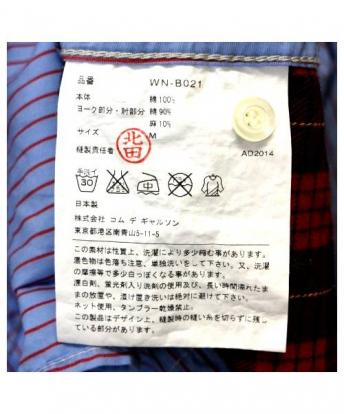 品番 WN-B021
本体 綿100%
ヨーク部分・肘部分 綿90%
麻10%
サイズ M
縫製責任者 北田 AD2014
手洗イ
30
日本製
株式会社 コム デ ギャルソン
東京都港区南青山5-11-5
この素材は性質上、洗濯により多少縮む事が有ります。
濃色物は色落ち注意、単独洗いをして下さい。又、洗濯
の摩擦等で多少白っぽくなる事が有ります。
漂白剤、蛍光剤入り洗剤の使用及び、長い時間濡れた
ままの放置や、漬け置き洗いは絶対に避けて下さい。
ネット使用、タンブラー乾燥禁止。
この製品はデザイン上、縫製時の縫い糸を切らずに残し
ている部分があります。